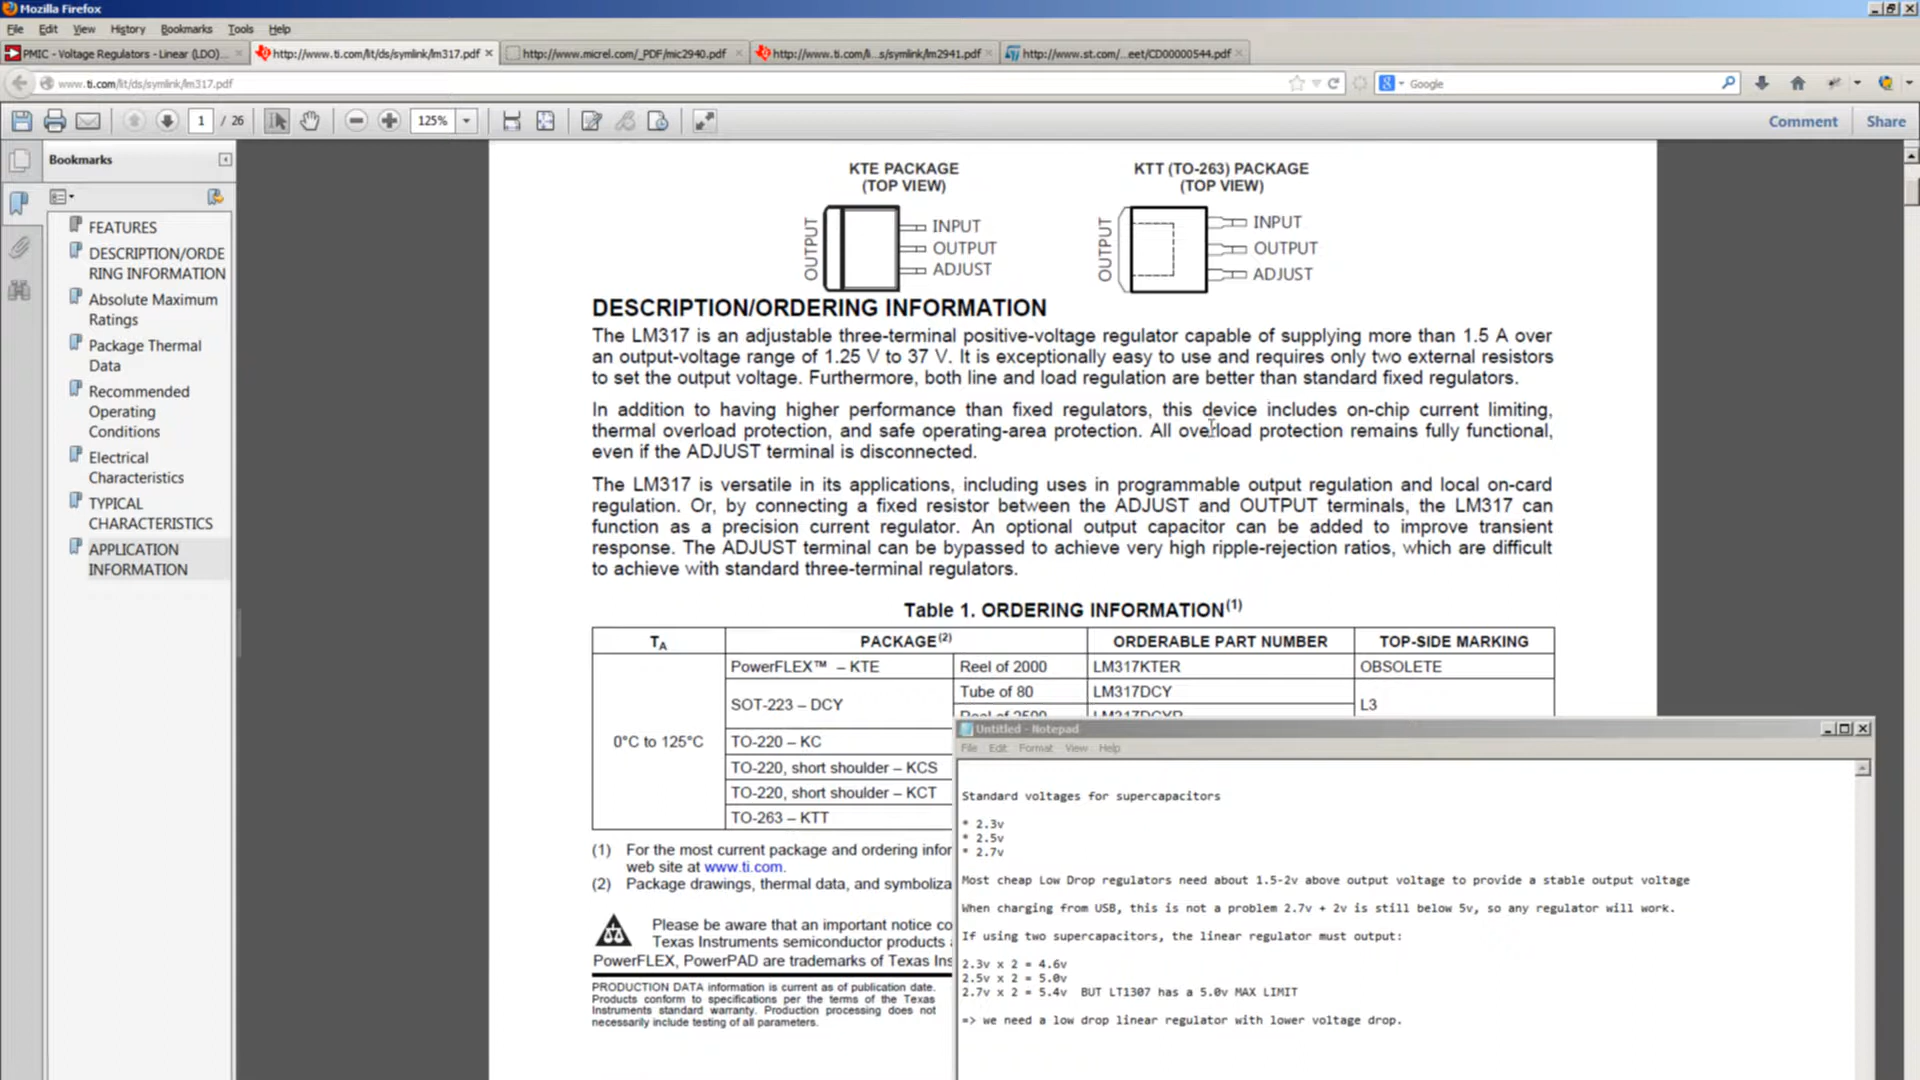 Mozilla Firefox
File Edit View History Bookmarks Tools Help
PMIC - Voltage Regulators - Linear (LDO)...
http://www.ti.com/lit/ds/symlink/lm317.pdf
http://www.micrel.com/_PDF/mic2940.pdf
http://www.ti.com/li...s/symlink/lm2941.pdf
http://www.st.com/...eet/CD00000544.pdf
www.ti.com/lit/ds/symlink/lm317.pdf
Google
1 / 26
125%
Comment Share
Bookmarks
FEATURES
DESCRIPTION/ORDE
RING INFORMATION
Absolute Maximum
Ratings
Package Thermal
Data
Recommended
Operating
Conditions
Electrical
Characteristics
TYPICAL
CHARACTERISTICS
APPLICATION
INFORMATION
KTE PACKAGE
(TOP VIEW)
OUTPUT
INPUT
OUTPUT
ADJUST
KTT (TO-263) PACKAGE
(TOP VIEW)
OUTPUT
INPUT
OUTPUT
ADJUST
DESCRIPTION/ORDERING INFORMATION
The LM317 is an adjustable three-terminal positive-voltage regulator capable of supplying more than 1.5 A over
an output-voltage range of 1.25 V to 37 V. It is exceptionally easy to use and requires only two external resistors
to set the output voltage. Furthermore, both line and load regulation are better than standard fixed regulators.
In addition to having higher performance than fixed regulators, this device includes on-chip current limiting,
thermal overload protection, and safe operating-area protection. All overload protection remains fully functional,
even if the ADJUST terminal is disconnected.
The LM317 is versatile in its applications, including uses in programmable output regulation and local on-card
regulation. Or, by connecting a fixed resistor between the ADJUST and OUTPUT terminals, the LM317 can
function as a precision current regulator. An optional output capacitor can be added to improve transient
response. The ADJUST terminal can be bypassed to achieve very high ripple-rejection ratios, which are difficult
to achieve with standard three-terminal regulators.
Table 1. ORDERING INFORMATION(1)
TA PACKAGE(2) ORDERABLE PART NUMBER TOP-SIDE MARKING
PowerFLEX™ – KTE Reel of 2000 LM317KTER OBSOLETE
SOT-223 – DCY Tube of 80 LM317DCY L3
Reel of 2500 LM317DCYR
0°C to 125°C TO-220 – KC
TO-220, short shoulder – KCS
TO-220, short shoulder – KCT
TO-263 – KTT
(1) For the most current package and ordering infor
web site at www.ti.com.
(2) Package drawings, thermal data, and symboliza
Please be aware that an important notice co
Texas Instruments semiconductor products
PowerFLEX, PowerPAD are trademarks of Texas Ins
PRODUCTION DATA information is current as of publication date.
Products conform to specifications per the terms of the Texas
Instruments standard warranty. Production processing does not
necessarily include testing of all parameters.
Untitled - Notepad
File Edit Format View Help
Standard voltages for supercapacitors
* 2.3v
* 2.5v
* 2.7v
Most cheap Low Drop regulators need about 1.5-2v above output voltage to provide a stable output voltage
When charging from USB, this is not a problem 2.7v + 2v is still below 5v, so any regulator will work.
If using two supercapacitors, the linear regulator must output:
2.3v x 2 = 4.6v
2.5v x 2 = 5.0v
2.7v x 2 = 5.4v BUT LT1307 has a 5.0v MAX LIMIT
=> we need a low drop linear regulator with lower voltage drop.